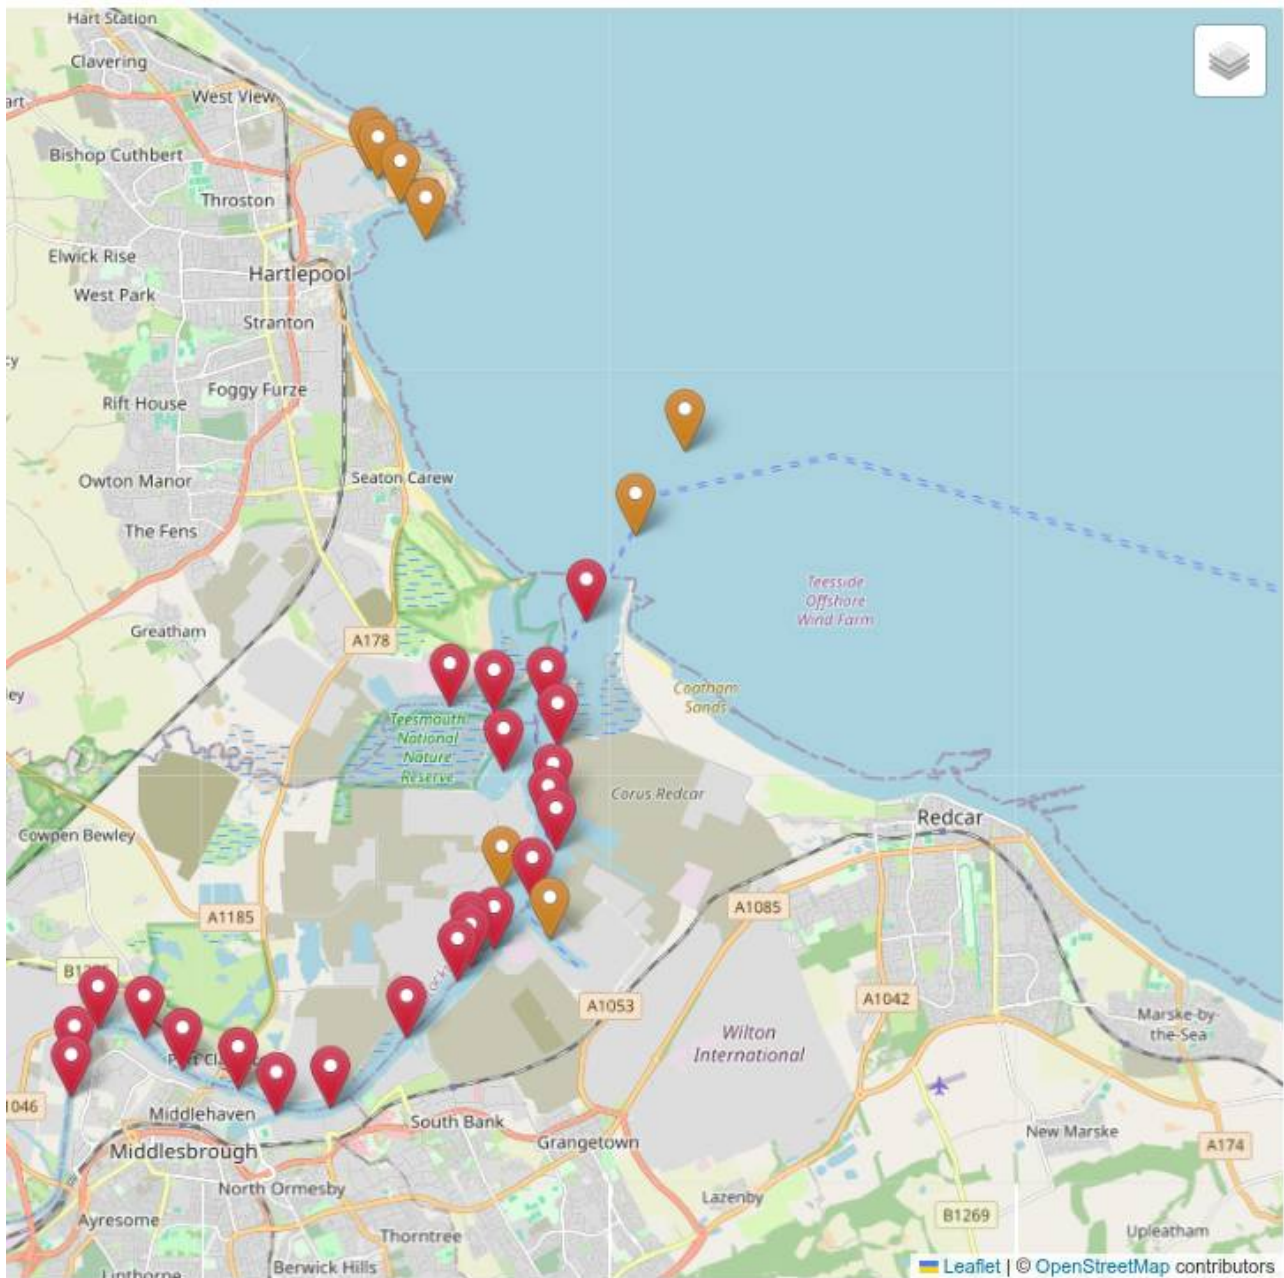 Hart Station
Clavering
West View
art
Bishop Cuthbert
Throston
Elwick Rise
Hartlepool
West Park
Stranton
Foggy Furze
Rift House
Seaton Carew
Owton Manor
The Fens
Teesside
Offshore
Wind Farm
Greatham
A178
Coatham
Sands
Teesmouth
National
Nature
Reserve
Corus Redcar
Redcar
Cowpen Bewley
A1085
A1185
A1053
A1042
Marske-by-
the-Sea
Wilton
International
1046
Middlehaven
South Bank
New Marske
Grangetown
A174
Middlesbrough
North Ormesby
Lazenby
B1269
Ayresome
Thorntree
Upleatham
Berwick Hills
Linthorpe
Leaflet | © OpenStreetMap contributors